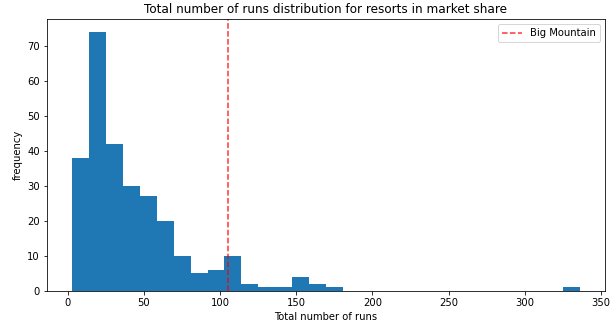 Total number of runs distribution for resorts in market share
Big Mountain
frequency
70
60
50
40
30
20
10
0
0 50 100 150 200 250 300 350
Total number of runs